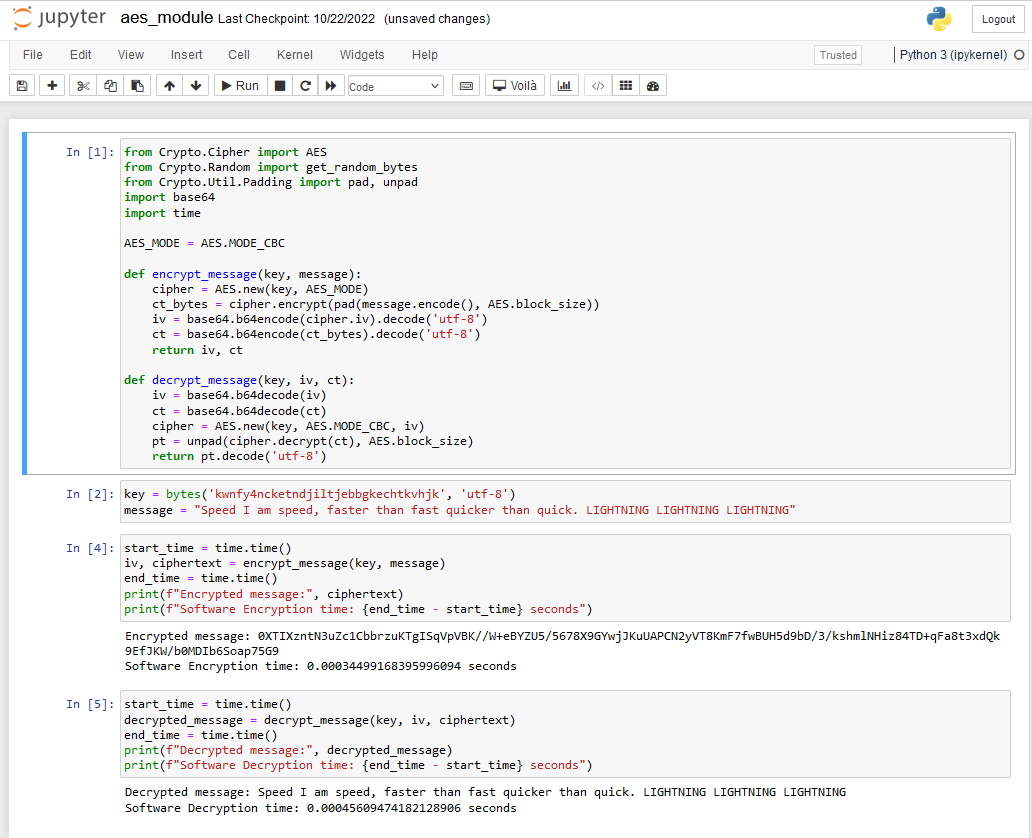 jupyter aes_module Last Checkpoint: 10/22/2022 (unsaved changes) Logout
File Edit View Insert Cell Kernel Widgets Help Trusted Python 3 (ipykernel)
Run Code Voilà
In [1]: from Crypto.Cipher import AES
from Crypto.Random import get_random_bytes
from Crypto.Util.Padding import pad, unpad
import base64
import time
AES_MODE = AES.MODE_CBC
def encrypt_message(key, message):
    cipher = AES.new(key, AES_MODE)
    ct_bytes = cipher.encrypt(pad(message.encode(), AES.block_size))
    iv = base64.b64encode(cipher.iv).decode('utf-8')
    ct = base64.b64encode(ct_bytes).decode('utf-8')
    return iv, ct
def decrypt_message(key, iv, ct):
    iv = base64.b64decode(iv)
    ct = base64.b64decode(ct)
    cipher = AES.new(key, AES.MODE_CBC, iv)
    pt = unpad(cipher.decrypt(ct), AES.block_size)
    return pt.decode('utf-8')
In [2]: key = bytes('kwnfy4ncketndjiltjebbgkechtkvhjk', 'utf-8')
message = "Speed I am speed, faster than fast quicker than quick. LIGHTNING LIGHTNING LIGHTNING"
In [4]: start_time = time.time()
iv, ciphertext = encrypt_message(key, message)
end_time = time.time()
print(f"Encrypted message:", ciphertext)
print(f"Software Encryption time: {end_time - start_time} seconds")
Encrypted message: 0XTIXzntN3uZc1CbbrzuKTgISqVpVBK//W+eBYZU5/5678X9GYwjJKuUAPCN2yVT8KmF7fwBUH5d9bD/3/kshmlNHiz84TD+qFa8t3xdQk
9EfJKW/b0MDIb6Soap75G9
Software Encryption time: 0.00034499168395996094 seconds
In [5]: start_time = time.time()
decrypted_message = decrypt_message(key, iv, ciphertext)
end_time = time.time()
print(f"Decrypted message:", decrypted_message)
print(f"Software Decryption time: {end_time - start_time} seconds")
Decrypted message: Speed I am speed, faster than fast quicker than quick. LIGHTNING LIGHTNING LIGHTNING
Software Decryption time: 0.00045609474182128906 seconds